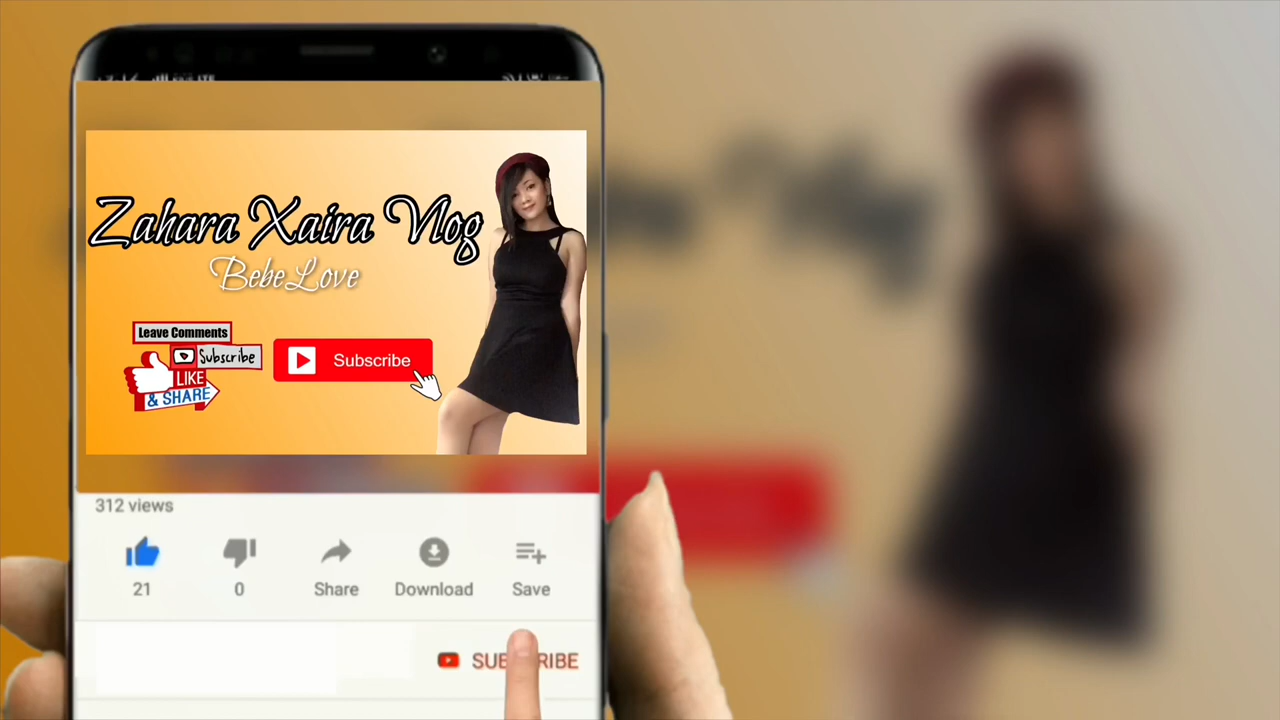 Zahara Xaira Vlog
BebeLove
Leave Comments
Subscribe
LIKE
& SHARE
Subscribe
312 views
21
0
Share
Download
Save